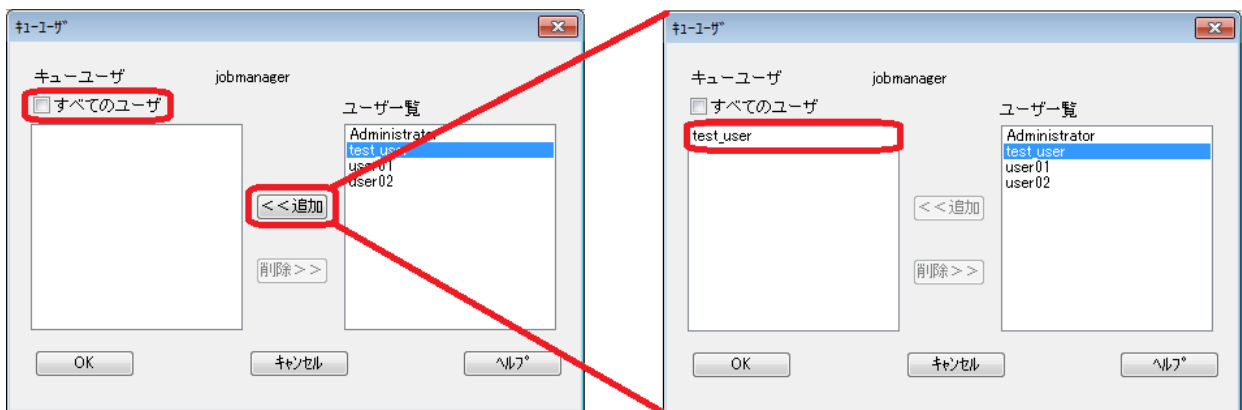 ｷｭｰﾕｰｻﾞ
キューユーザ jobmanager
すべてのユーザ
ユーザ一覧
Administrator
test_user
user01
user02
<<追加
削除>>
OK
ｷｬﾝｾﾙ
ﾍﾙﾌﾟ
ｷｭｰﾕｰｻﾞ
キューユーザ jobmanager
すべてのユーザ
ユーザ一覧
test_user
Administrator
test_user
user01
user02
<<追加
削除>>
OK
ｷｬﾝｾﾙ
ﾍﾙﾌﾟ